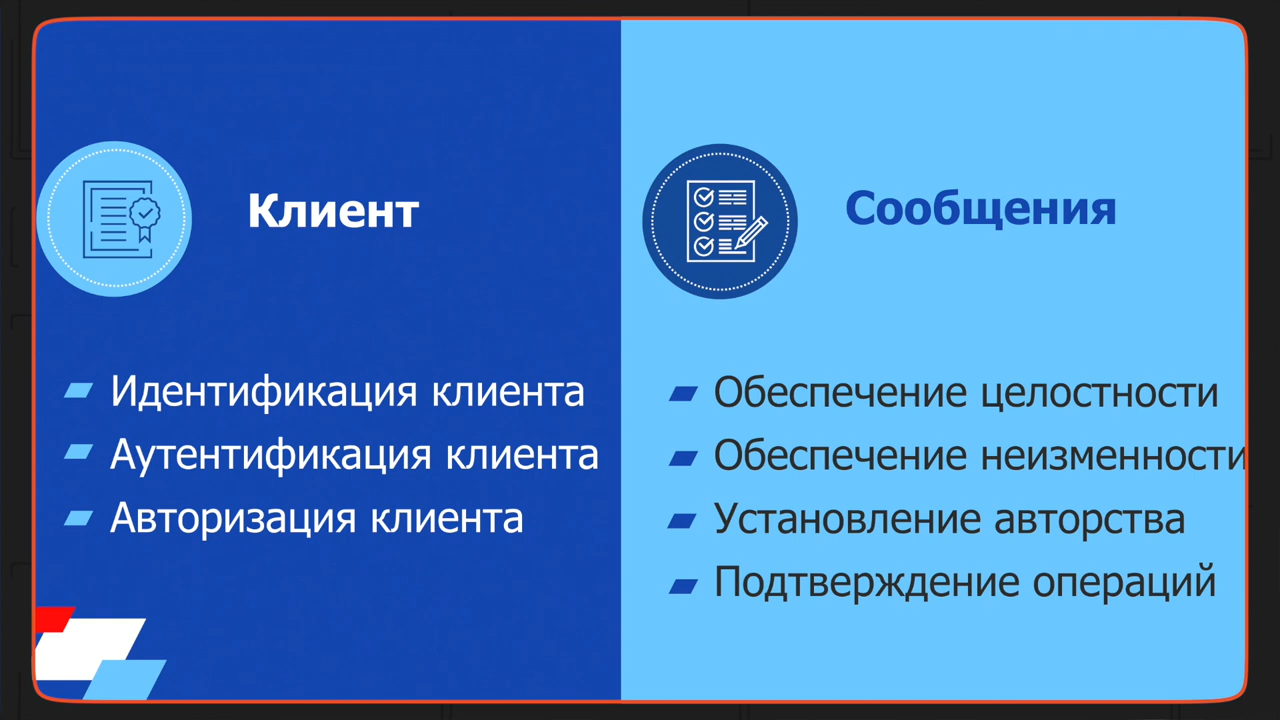 Клиент
Идентификация клиента
Аутентификация клиента
Авторизация клиента
Сообщения
Обеспечение целостности
Обеспечение неизменности
Установление авторства
Подтверждение операций